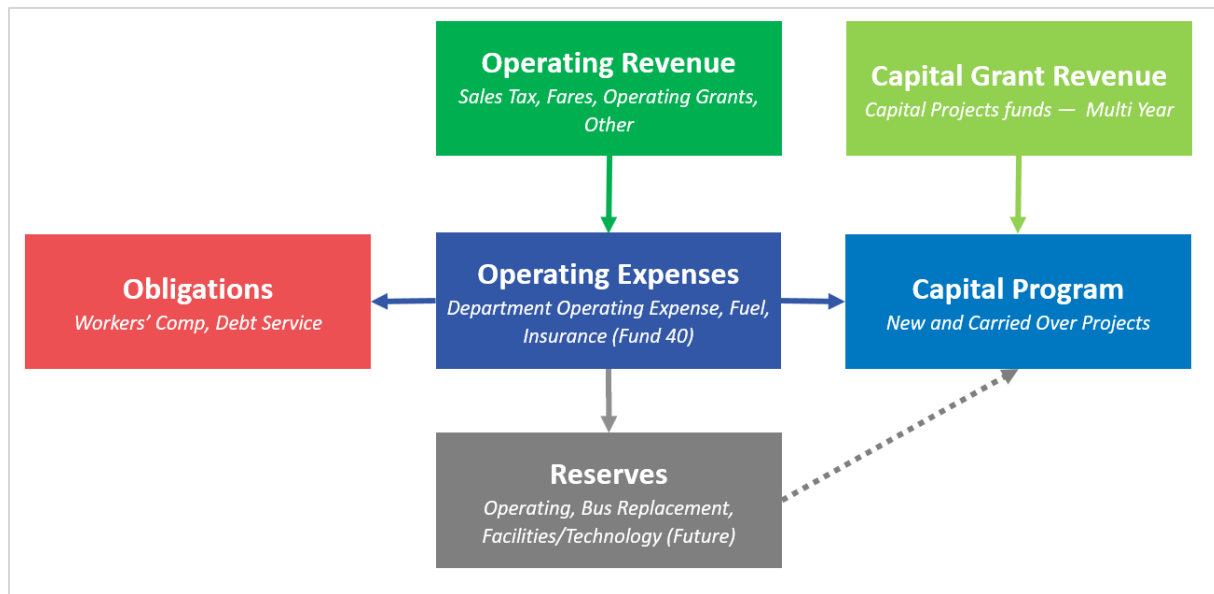 Operating Revenue
Sales Tax, Fares, Operating Grants,
Other
Capital Grant Revenue
Capital Projects funds — Multi Year
Obligations
Workers’ Comp, Debt Service
Operating Expenses
Department Operating Expense, Fuel,
Insurance (Fund 40)
Capital Program
New and Carried Over Projects
Reserves
Operating, Bus Replacement,
Facilities/Technology (Future)